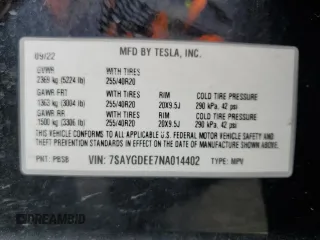 MFD BY TESLA, INC.
09/22
GVWR WITH TIRES
2369 kg (5224 lb) 255/40R20
GAWR FRT WITH TIRES RIM COLD TIRE PRESSURE
1363 kg (3004 lb) 255/40R20 20X9.5J 290 kPa, 42 psi
GAWR RR WITH TIRES RIM COLD TIRE PRESSURE
1500 kg (3306 lb) 255/40R20 20X9.5J 290 kPa, 42 psi
THIS VEHICLE CONFORMS TO ALL APPLICABLE U.S. FEDERAL MOTOR VEHICLE SAFETY AND
THEFT PREVENTION STANDARDS IN EFFECT ON THE DATE OF MANUFACTURE SHOWN ABOVE.
PNT: PBSB VIN: 7SAYGDEE7NA014402 TYPE: MPV
DREAMBID